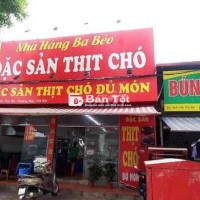 Nhà Hàng Ba Béo
ĐẶC SẢN THỊT CHÓ
ĐẶC SẢN THỊT CHÓ ĐỦ MÓN
BÚN
Bán Tốt
ĐẶC SẢN
THỊT
CHÓ
ĐỦ MÓN